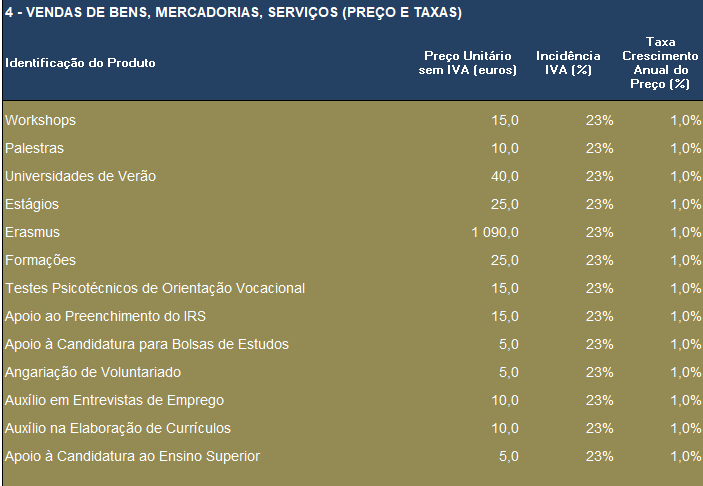 4 - VENDAS DE BENS, MERCADORIAS, SERVIÇOS (PREÇO E TAXAS)
Identificação do Produto
Preço Unitário
sem IVA (euros)
Incidência
IVA (%)
Taxa
Crescimento
Anual do
Preço (%)
Workshops 15,0 23% 1,0%
Palestras 10,0 23% 1,0%
Universidades de Verão 40,0 23% 1,0%
Estágios 25,0 23% 1,0%
Erasmus 1 090,0 23% 1,0%
Formações 25,0 23% 1,0%
Testes Psicotécnicos de Orientação Vocacional 15,0 23% 1,0%
Apoio ao Preenchimento do IRS 15,0 23% 1,0%
Apoio à Candidatura para Bolsas de Estudos 5,0 23% 1,0%
Angariação de Voluntariado 5,0 23% 1,0%
Auxílio em Entrevistas de Emprego 10,0 23% 1,0%
Auxílio na Elaboração de Currículos 10,0 23% 1,0%
Apoio à Candidatura ao Ensino Superior 5,0 23% 1,0%